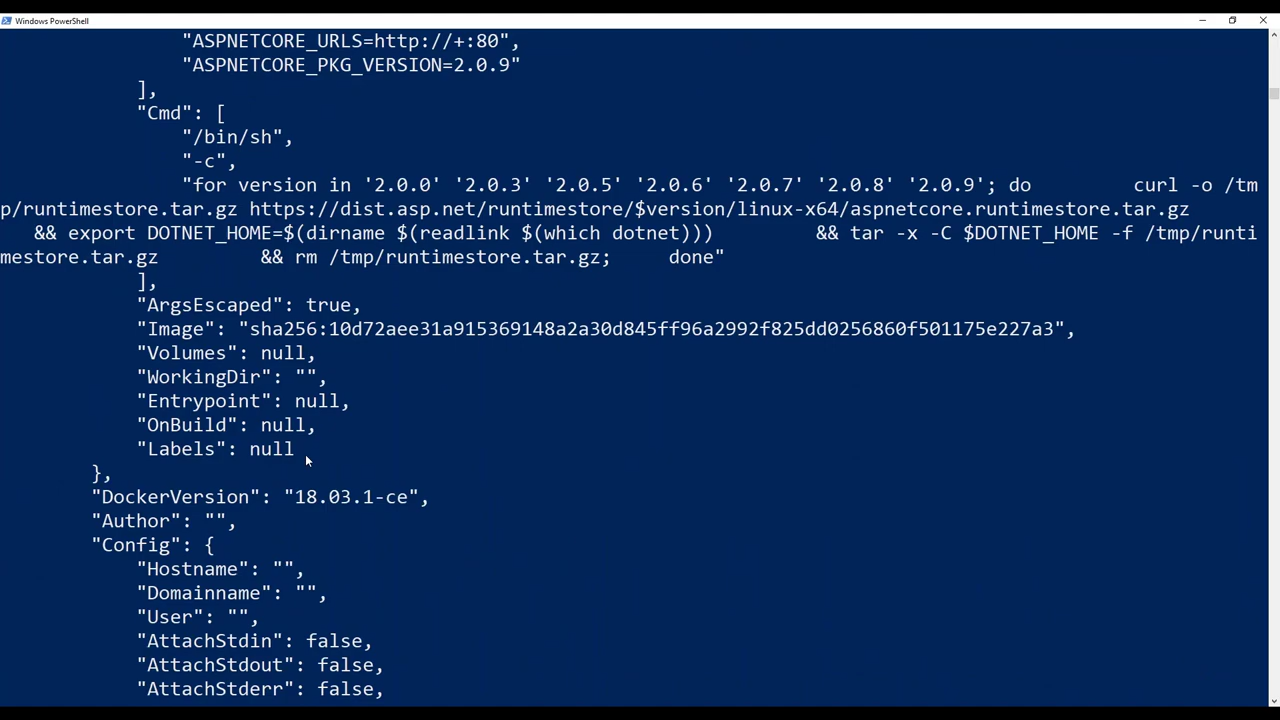 Windows PowerShell
"ASPNETCORE_URLS=http://+:80",
"ASPNETCORE_PKG_VERSION=2.0.9"
],
"Cmd": [
"/bin/sh",
"-c",
"for version in '2.0.0' '2.0.3' '2.0.5' '2.0.6' '2.0.7' '2.0.8' '2.0.9'; do        curl -o /tm
p/runtimestore.tar.gz https://dist.asp.net/runtimestore/$version/linux-x64/aspnetcore.runtimestore.tar.gz
&& export DOTNET_HOME=$(dirname $(readlink $(which dotnet)))         && tar -x -C $DOTNET_HOME -f /tmp/runti
mestore.tar.gz         && rm /tmp/runtimestore.tar.gz;     done"
],
"ArgsEscaped": true,
"Image": "sha256:10d72aee31a915369148a2a30d845ff96a2992f825dd0256860f501175e227a3",
"Volumes": null,
"WorkingDir": "",
"Entrypoint": null,
"OnBuild": null,
"Labels": null
},
"DockerVersion": "18.03.1-ce",
"Author": "",
"Config": {
"Hostname": "",
"Domainname": "",
"User": "",
"AttachStdin": false,
"AttachStdout": false,
"AttachStderr": false,